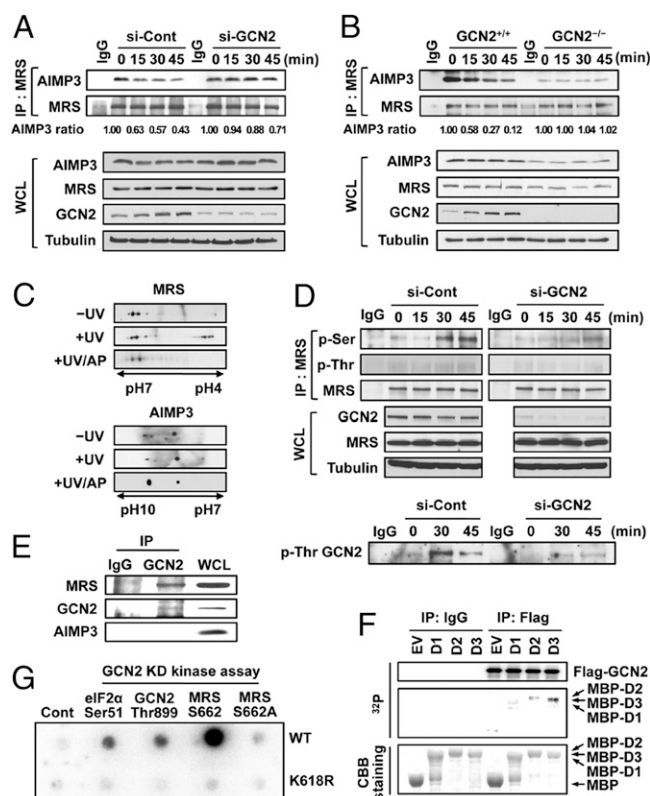 A
si-Cont si-GCN2
IgG 0 15 30 45 IgG 0 15 30 45 (min)
IP : MRS
AIMP3
MRS
AIMP3 ratio 1.00 0.63 0.57 0.43 1.00 0.94 0.88 0.71
WCL
AIMP3
MRS
GCN2
Tubulin
B
GCN2+/+ GCN2−/−
IgG 0 15 30 45 IgG 0 15 30 45 (min)
IP : MRS
AIMP3
MRS
AIMP3 ratio 1.00 0.58 0.27 0.12 1.00 1.00 1.04 1.02
WCL
AIMP3
MRS
GCN2
Tubulin
C
MRS
−UV
+UV
+UV/AP
pH7 pH4
AIMP3
−UV
+UV
+UV/AP
pH10 pH7
D
si-Cont si-GCN2
IgG 0 15 30 45 IgG 0 15 30 45 (min)
IP : MRS
p-Ser
p-Thr
MRS
WCL
GCN2
MRS
Tubulin
si-Cont si-GCN2
IgG 0 30 45 IgG 0 30 45 (min)
p-Thr GCN2
E
IP
IgG GCN2 WCL
MRS
GCN2
AIMP3
F
IP: IgG IP: Flag
EV D1 D2 D3 EV D1 D2 D3
Flag-GCN2
32P
MBP-D2
MBP-D3
MBP-D1
CBB staining
MBP-D2
MBP-D3
MBP-D1
MBP
G
GCN2 KD kinase assay
Cont eIF2α Ser51 GCN2 Thr899 MRS S662 MRS S662A
WT
K618R